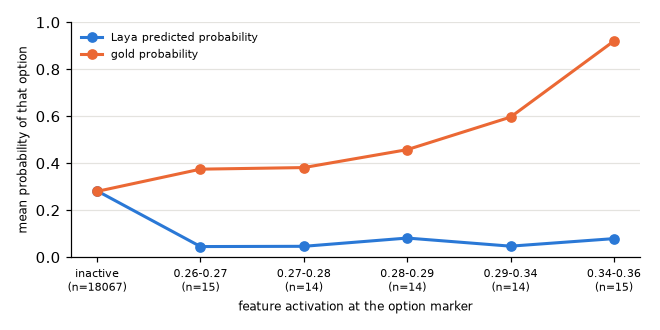 Laya predicted probability
gold probability
mean probability of that option
1.0
0.8
0.6
0.4
0.2
0.0
inactive
(n=18067)
0.26-0.27
(n=15)
0.27-0.28
(n=14)
0.28-0.29
(n=14)
0.29-0.34
(n=14)
0.34-0.36
(n=15)
feature activation at the option marker